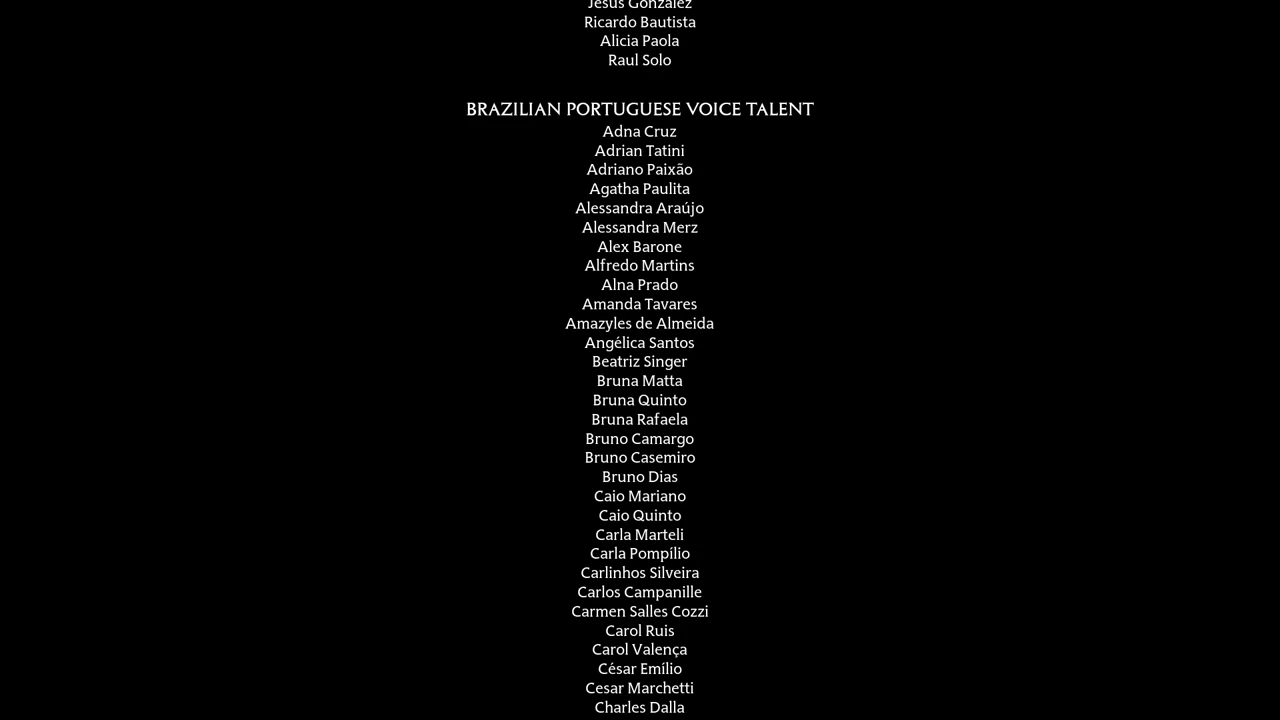 Jesús González
Ricardo Bautista
Alicia Paola
Raul Solo
BRAZILIAN PORTUGUESE VOICE TALENT
Adna Cruz
Adrian Tatini
Adriano Paixão
Agatha Paulita
Alessandra Araújo
Alessandra Merz
Alex Barone
Alfredo Martins
Alna Prado
Amanda Tavares
Amazyles de Almeida
Angélica Santos
Beatriz Singer
Bruna Matta
Bruna Quinto
Bruna Rafaela
Bruno Camargo
Bruno Casemiro
Bruno Dias
Caio Mariano
Caio Quinto
Carla Marteli
Carla Pompílio
Carlinhos Silveira
Carlos Campanille
Carmen Salles Cozzi
Carol Ruis
Carol Valença
César Emílio
Cesar Marchetti
Charles Dalla